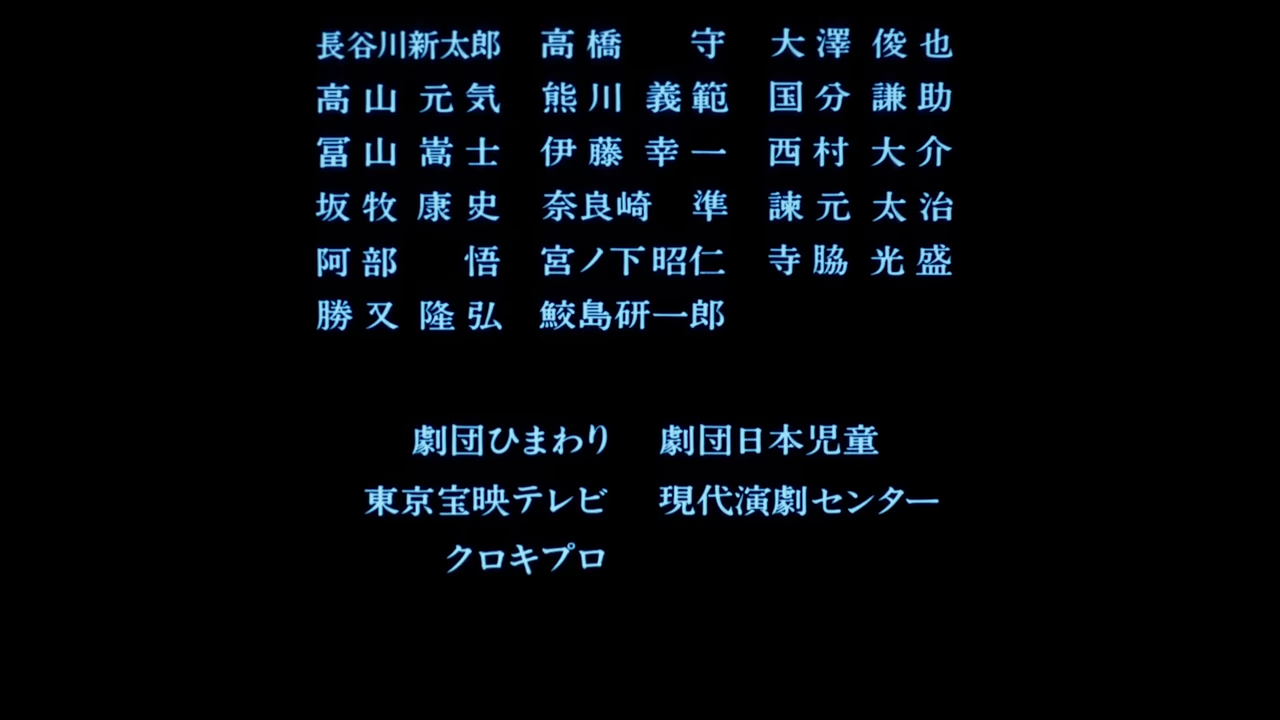 長谷川新太郎 高橋 守 大澤俊也
高山元気 熊川義範 国分謙助
冨山嵩士 伊藤幸一 西村大介
坂牧康史 奈良崎 準 諫元太治
阿部 悟 宮ノ下昭仁 寺脇光盛
勝又隆弘 鮫島研一郎
劇団ひまわり 劇団日本児童
東京宝映テレビ 現代演劇センター
クロキプロ